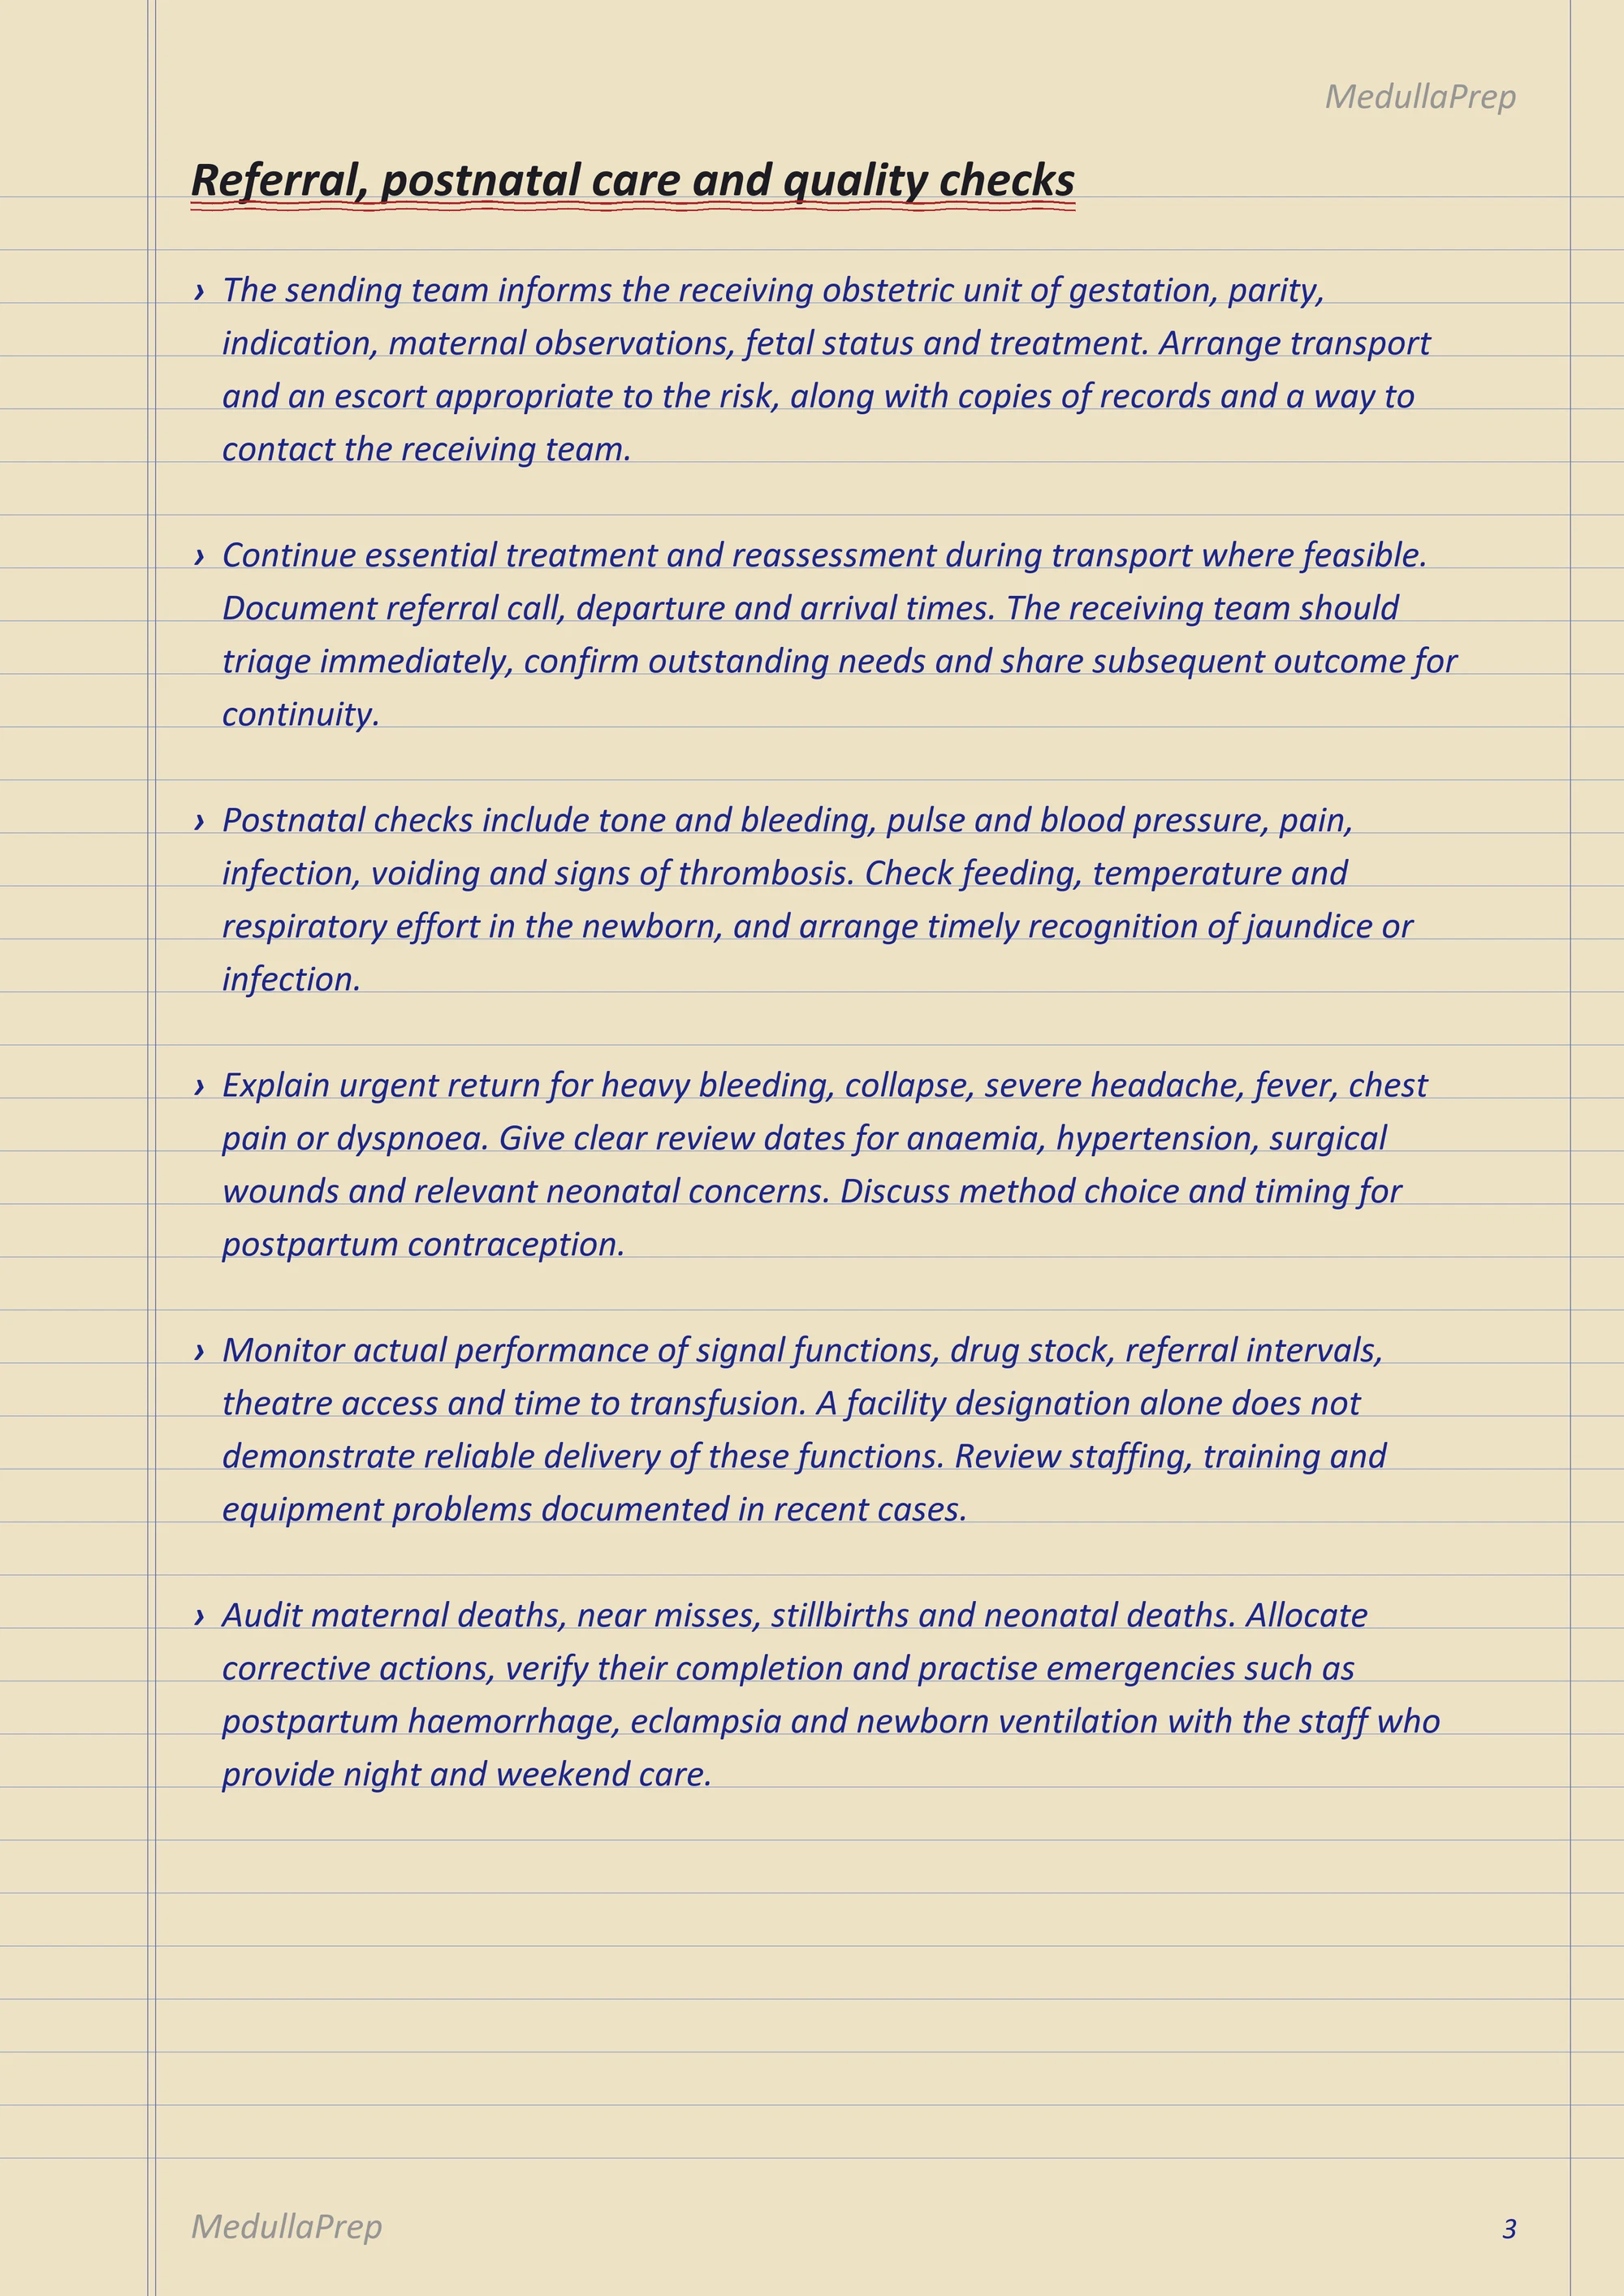 MedullaPrep
Referral, postnatal care and quality checks
› The sending team informs the receiving obstetric unit of gestation, parity,
indication, maternal observations, fetal status and treatment. Arrange transport
and an escort appropriate to the risk, along with copies of records and a way to
contact the receiving team.
› Continue essential treatment and reassessment during transport where feasible.
Document referral call, departure and arrival times. The receiving team should
triage immediately, confirm outstanding needs and share subsequent outcome for
continuity.
› Postnatal checks include tone and bleeding, pulse and blood pressure, pain,
infection, voiding and signs of thrombosis. Check feeding, temperature and
respiratory effort in the newborn, and arrange timely recognition of jaundice or
infection.
› Explain urgent return for heavy bleeding, collapse, severe headache, fever, chest
pain or dyspnoea. Give clear review dates for anaemia, hypertension, surgical
wounds and relevant neonatal concerns. Discuss method choice and timing for
postpartum contraception.
› Monitor actual performance of signal functions, drug stock, referral intervals,
theatre access and time to transfusion. A facility designation alone does not
demonstrate reliable delivery of these functions. Review staffing, training and
equipment problems documented in recent cases.
› Audit maternal deaths, near misses, stillbirths and neonatal deaths. Allocate
corrective actions, verify their completion and practise emergencies such as
postpartum haemorrhage, eclampsia and newborn ventilation with the staff who
provide night and weekend care.
MedullaPrep
3